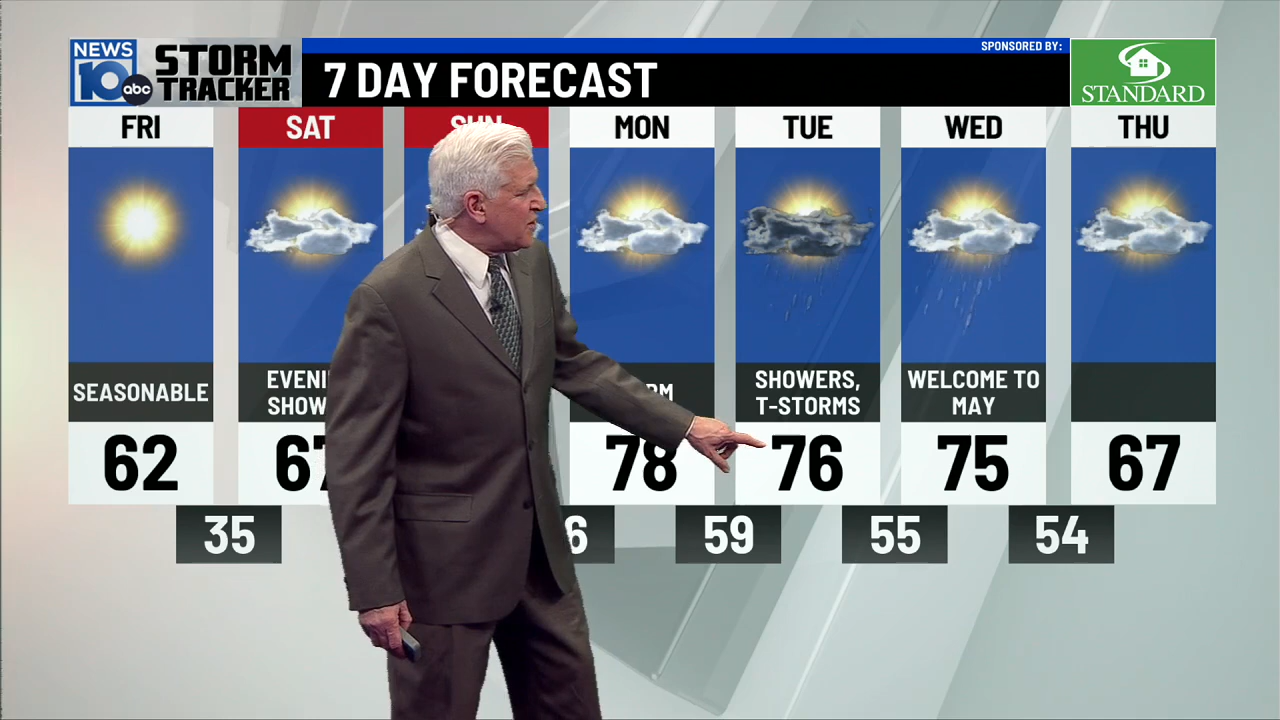 NEWS
10
abc
STORM
TRACKER
7 DAY FORECAST
SPONSORED BY:
STANDARD
FRI
SAT
SUN
MON
TUE
WED
THU
SEASONABLE
SHOWERS,
T-STORMS
WELCOME TO
MAY
62
78
76
75
67
35
59
55
54